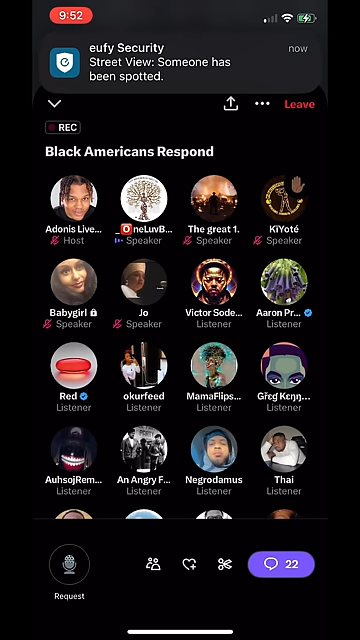 9:52
eufy Security
now
Street View: Someone has
been spotted.
Leave
REC
Black Americans Respond
Adonis Live...
OneLuvB...
The great 1.
KiYoté
Host
Speaker
Speaker
Speaker
Babygirl
Jo
Victor Sode...
Aaron Pr...
Speaker
Speaker
Listener
Listener
Red
okurfeed
MamaFlips...
Listener
Listener
Listener
Listener
AuhsojRem...
An Angry F...
Negrodamus
Thai
Listener
Listener
Listener
Listener
22
Request